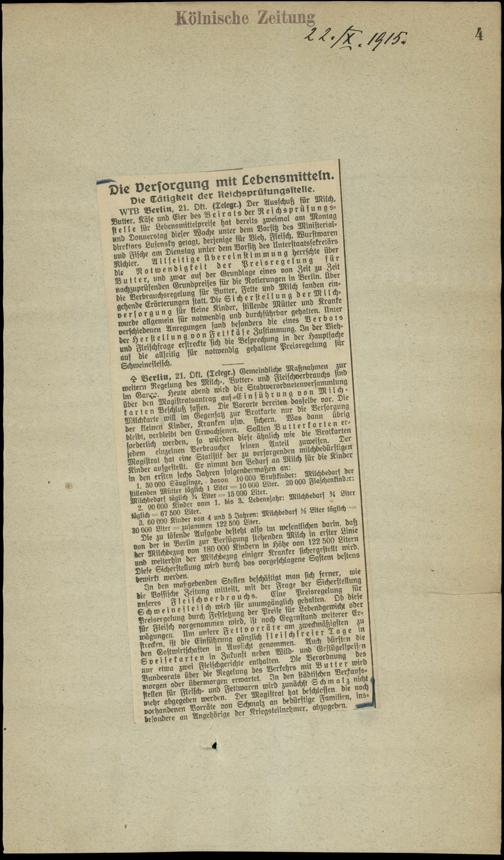 Kölnische Zeitung
22./X. 1915.
4
Die Versorgung mit Lebensmitteln.
Die Tätigkeit der Reichsprüfungsstelle.
WTB Berlin, 21. Okt. (Telegr.) Der Ausschuß für Milch,
Butter, Käse und Eier des Beirats der Reichsprüfungs-
stelle für Lebensmittelpreise hat bereits zweimal am Montag
und Donnerstag dieser Woche unter dem Vorsitz des Ministerial-
direktors Lusensky getagt, derjenige für Vieh, Fleisch, Wurstwaren
und Fische am Dienstag unter dem Vorsitz des Unterstaatssekretärs
Richter. Allseitige Übereinstimmung herrschte über
die Notwendigkeit der Preisregelung für
Butter, und zwar auf der Grundlage eines von Zeit zu Zeit
nachzuprüfenden Grundpreises für die Notierungen in Berlin. Über
die Verbrauchsregelung für Butter, Fette und Milch fanden ein-
gehende Erörterungen statt. Die Sicherstellung der Milch-
versorgung für kleine Kinder, stillende Mütter und Kranke
wurde allgemein für notwendig und durchführbar gehalten. Unter
verschiedenen Anregungen fand besonders die eines Verbots
der Herstellung von Fettkäse Zustimmung. In der Vieh-
und Fleischfrage erstreckte sich die Besprechung in der Hauptsache
auf die allseitig für notwendig gehaltene Preisregelung für
Schweinefleisch.
Berlin, 21. Okt. (Telegr.) Gemeindliche Maßnahmen zur
weitern Regelung des Milch-, Butter- und Fleischverbrauchs sind
im Gange. Heute abend wird die Stadtverordnetenversammlung
über den Magistratsantrag auf Einführung von Milch-
karten Beschluß fassen. Die Vororte bereiten dasselbe vor. Die
Milchkarte will im Gegensatz zur Brotkarte nur die Versorgung
der kleinen Kinder, Kranken usw. sichern. Was dann übrig
bleibt, verbleibt den Erwachsenen. Sollten Butterkarten er-
forderlich werden, so würden diese ähnlich wie die Brotkarten
jedem einzelnen Verbraucher seinen Anteil zuweisen. Der
Magistrat hat eine Statistik der zu versorgenden milchbedürftigen
Kinder aufgestellt. Er nimmt den Bedarf an Milch für die Kinder
in den ersten sechs Jahren folgendermaßen an:
1. 30 000 Säuglinge, davon 10 000 Brustkinder: Milchbedarf der
stillenden Mütter täglich 1 Liter = 10 000 Liter. 20 000 Flaschenkinder:
Milchbedarf täglich ¾ Liter = 15 000 Liter.
2. 90 000 Kinder vom 1. bis 3. Lebensjahr: Milchbedarf ¾ Liter
täglich = 67 500 Liter.
3. 60 000 Kinder von 4 und 5 Jahren: Milchbedarf ½ Liter täglich =
30 000 Liter = zusammen 122 500 Liter.
Die zu lösende Aufgabe besteht also im wesentlichen darin, daß
von der in Berlin zur Verfügung stehenden Milch in erster Linie
der Milchbezug von 180 000 Kindern in Höhe von 122 500 Liter
und weiterhin der Milchbezug einiger Kranker sichergestellt wird.
Diese Sicherstellung wird durch das vorgeschlagene System bestens
bewirkt werden.
In den maßgebenden Stellen beschäftigt man sich ferner, wie
die Vossische Zeitung mitteilt, mit der Frage der Sicherstellung
unseres Fleischverbrauchs. Eine Preisregelung für
Schweinefleisch wird für unumgänglich gehalten. Ob diese
Preisregelung durch Festsetzung der Preise für Lebendgewicht oder
für Fleisch vorgenommen wird, ist noch Gegenstand weiterer Er-
wägungen. Um unsere Fettvorräte am zweckmäßigsten zu
strecken, ist die Einführung gänzlich fleischfreier Tage in
den Gastwirtschaften in Aussicht genommen. Auch dürften die
Speisekarten in Zukunft neben Wild- und Geflügelspeisen
nur etwa zwei Fleischgerichte enthalten. Die Verordnung des
Bundesrats über die Regelung des Verkehrs mit Butter wird
morgen oder übermorgen erwartet. In den städtischen Verkaufs-
stellen für Fleisch- und Fettwaren wird zunächst Schmalz nicht
mehr abgegeben werden. Der Magistrat hat beschlossen die noch
vorhandenen Vorräte von Schmalz an bedürftige Familien, ins-
besondere an Angehörige der Kriegsteilnehmer, abzugeben.